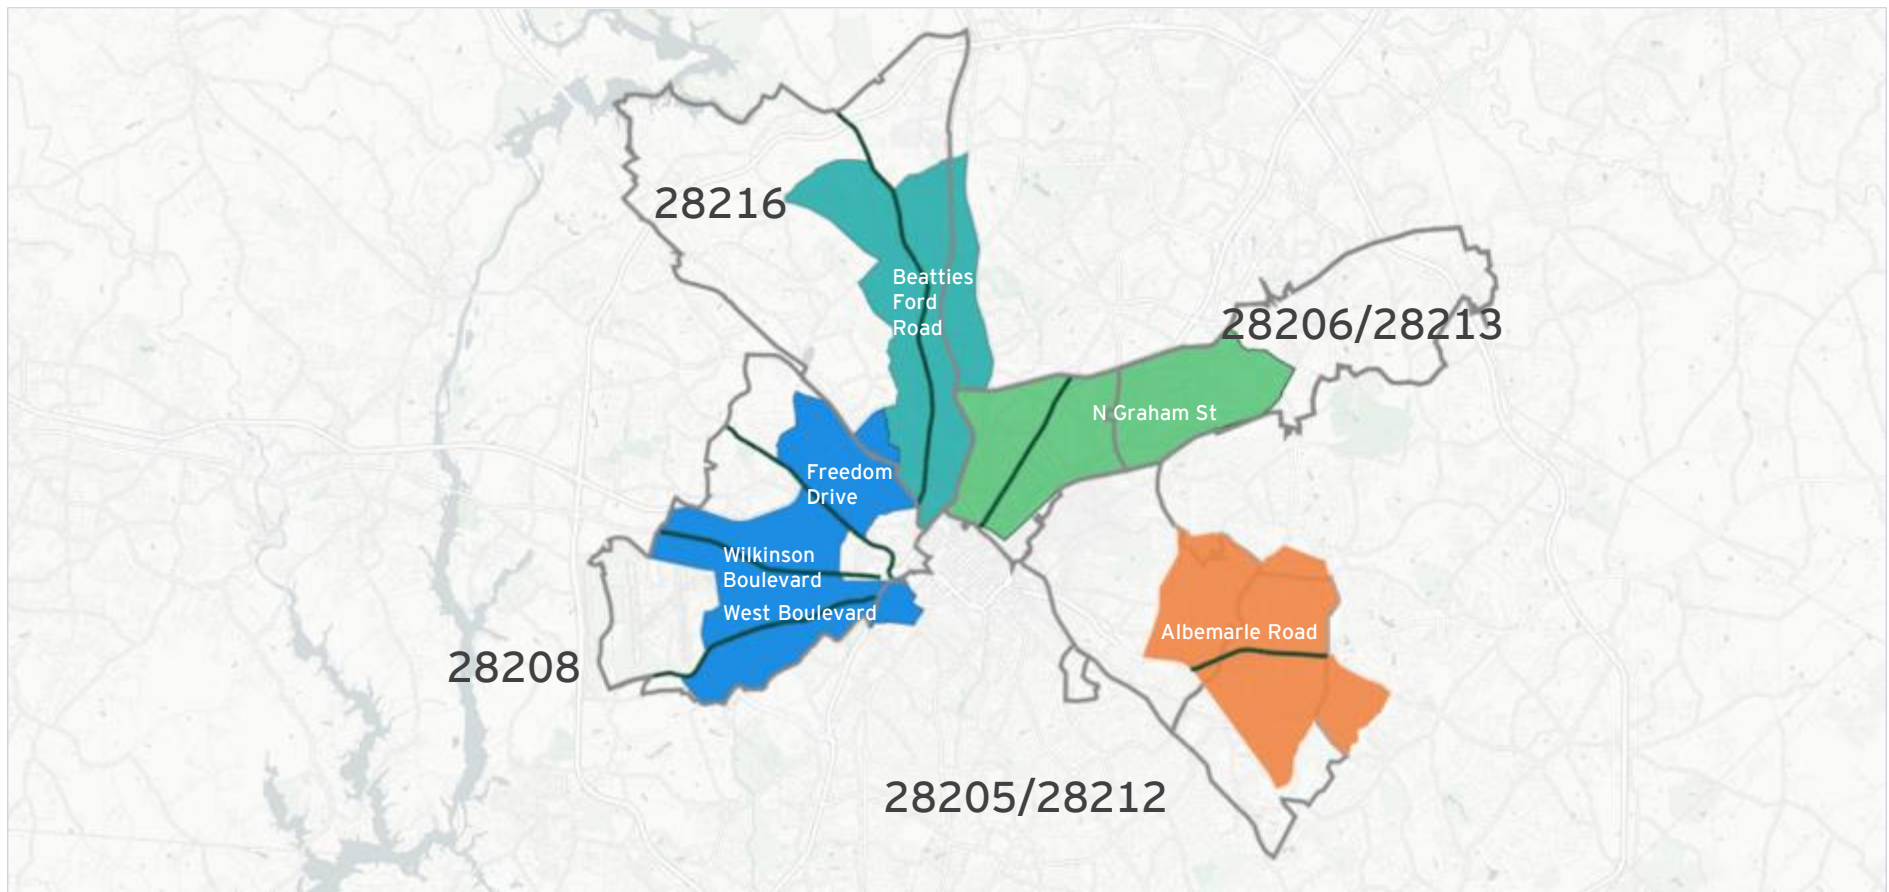 28216
Beatties
Ford
Road
28206/28213
N Graham St
Freedom
Drive
Wilkinson
Boulevard
West Boulevard
Albemarle Road
28208
28205/28212